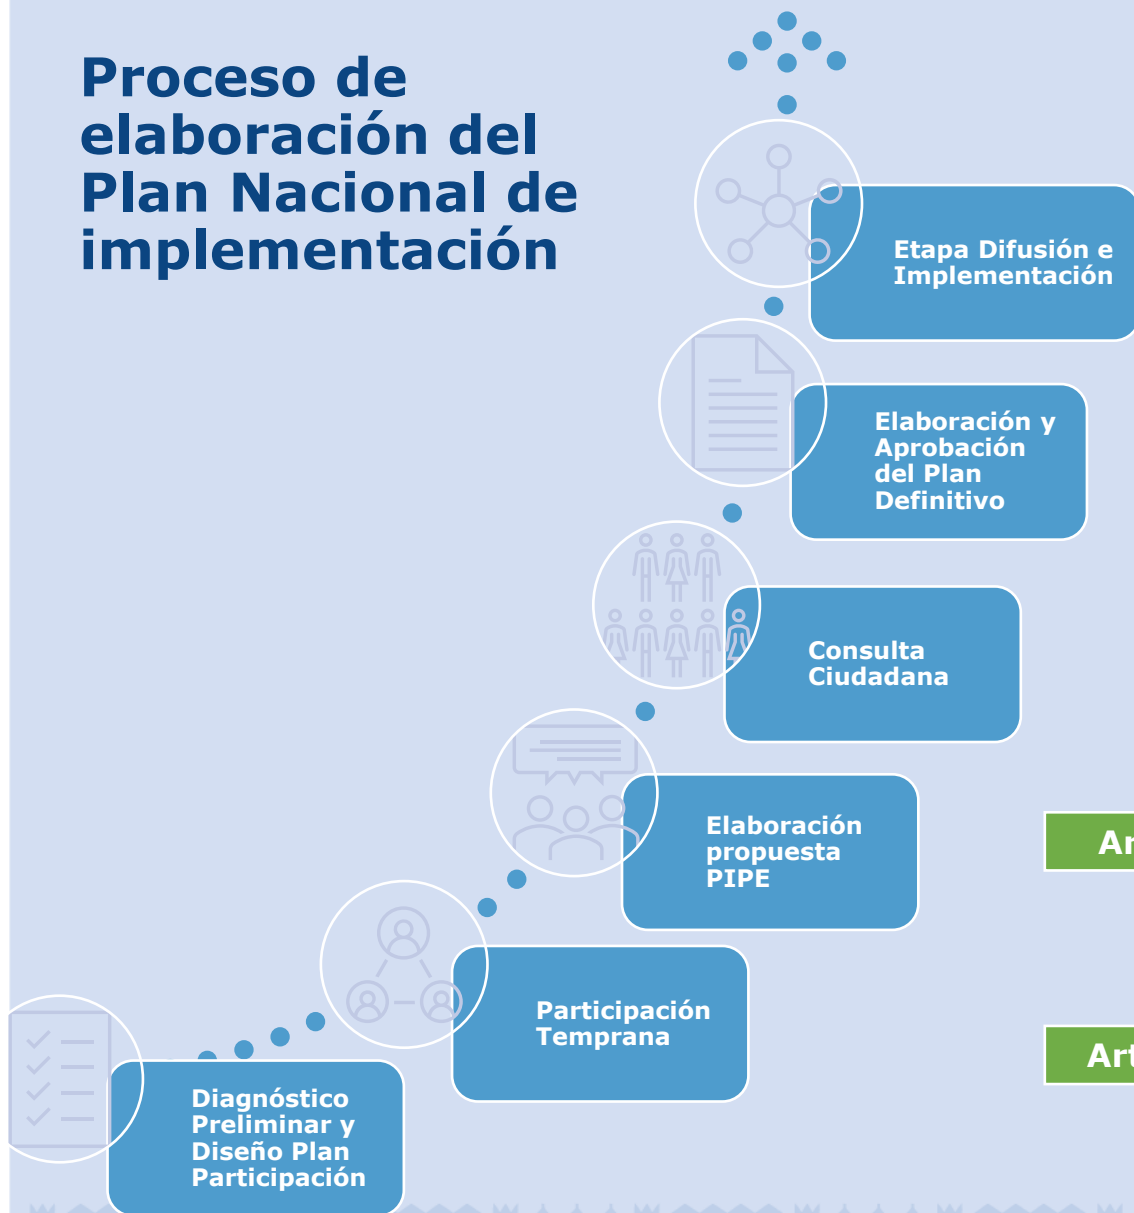 Proceso de
elaboración del
Plan Nacional de
implementación
Etapa Difusión e
Implementación
Elaboración y
Aprobación
del Plan
Definitivo
Consulta
Ciudadana
Elaboración
propuesta
PIPE
Participación
Temprana
Diagnóstico
Preliminar y
Diseño Plan
Participación